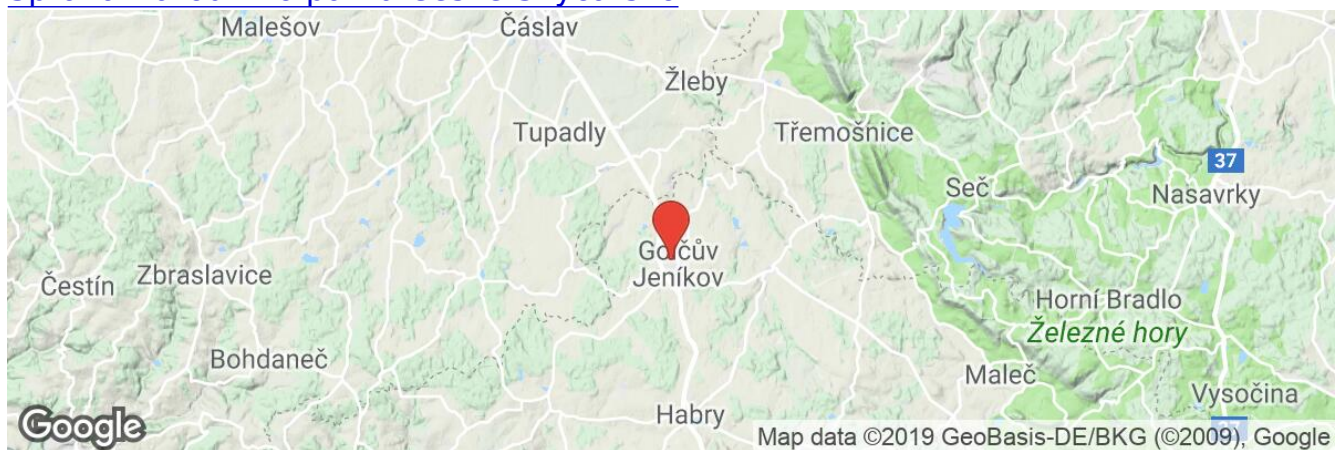 Malešov
Čáslav
Žleby
Tupadly
Třemošnice
37
Seč
Nasavrky
Golčův
Jeníkov
Zbraslavice
Čestín
Horní Bradlo
Železné hory
Bohdaneč
Maleč
Vysočina
Habry
Google
Map data ©2019 GeoBasis-DE/BKG (©2009), Google